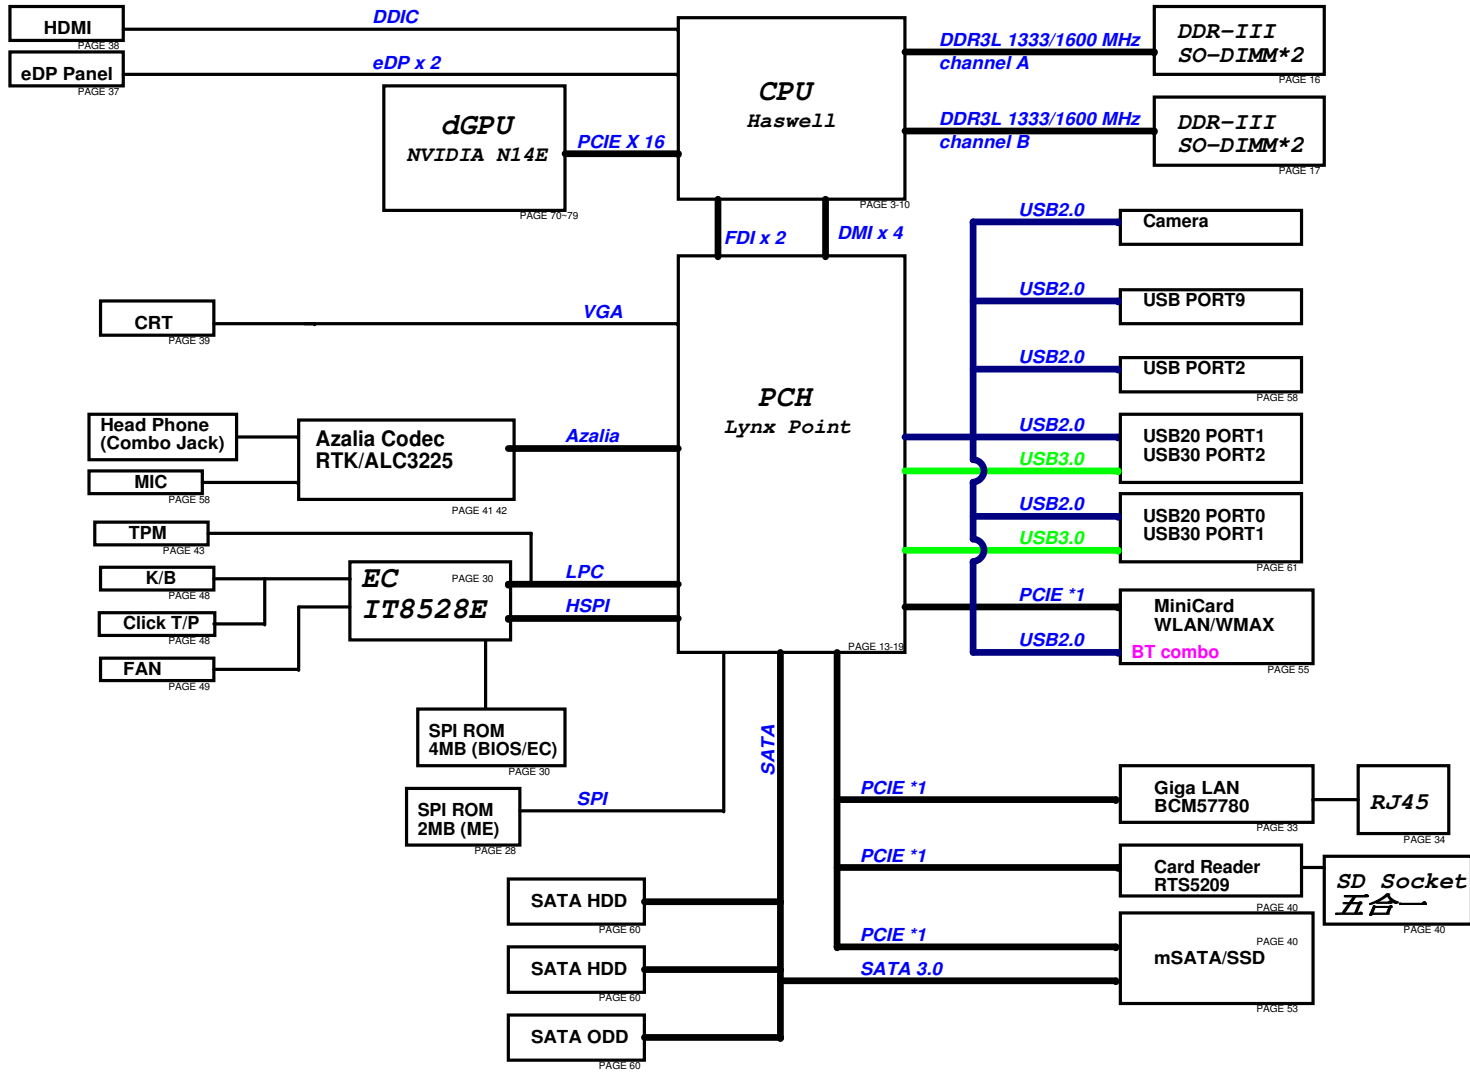 HDMI
PAGE 38
DDIC
eDP Panel
PAGE 37
eDP x 2
dGPU
NVIDIA N14E
PAGE 70~79
PCIE X 16
CPU
Haswell
PAGE 3-10
DDR3L 1333/1600 MHz
channel A
DDR-III
SO-DIMM*2
PAGE 16
DDR3L 1333/1600 MHz
channel B
DDR-III
SO-DIMM*2
PAGE 17
FDI x 2
DMI x 4
USB2.0
Camera
USB2.0
USB PORT9
USB2.0
USB PORT2
PAGE 58
CRT
PAGE 39
VGA
PCH
Lynx Point
PAGE 13-19
Head Phone
(Combo Jack)
MIC
PAGE 58
Azalia Codec
RTK/ALC3225
PAGE 41 42
Azalia
USB2.0
USB3.0
USB20 PORT1
USB30 PORT2
USB2.0
USB3.0
USB20 PORT0
USB30 PORT1
PAGE 61
TPM
PAGE 43
K/B
PAGE 48
Click T/P
PAGE 48
FAN
PAGE 49
EC
PAGE 30
IT8528E
LPC
HSPI
PCIE *1
USB2.0
MiniCard
WLAN/WMAX
BT combo
PAGE 55
SPI ROM
4MB (BIOS/EC)
PAGE 30
SPI ROM
2MB (ME)
PAGE 28
SPI
SATA
PCIE *1
Giga LAN
BCM57780
PAGE 33
RJ45
PAGE 34
PCIE *1
Card Reader
RTS5209
PAGE 40
SD Socket
五合一
PAGE 40
SATA HDD
PAGE 60
SATA HDD
PAGE 60
SATA ODD
PAGE 60
PCIE *1
SATA 3.0
PAGE 40
mSATA/SSD
PAGE 53